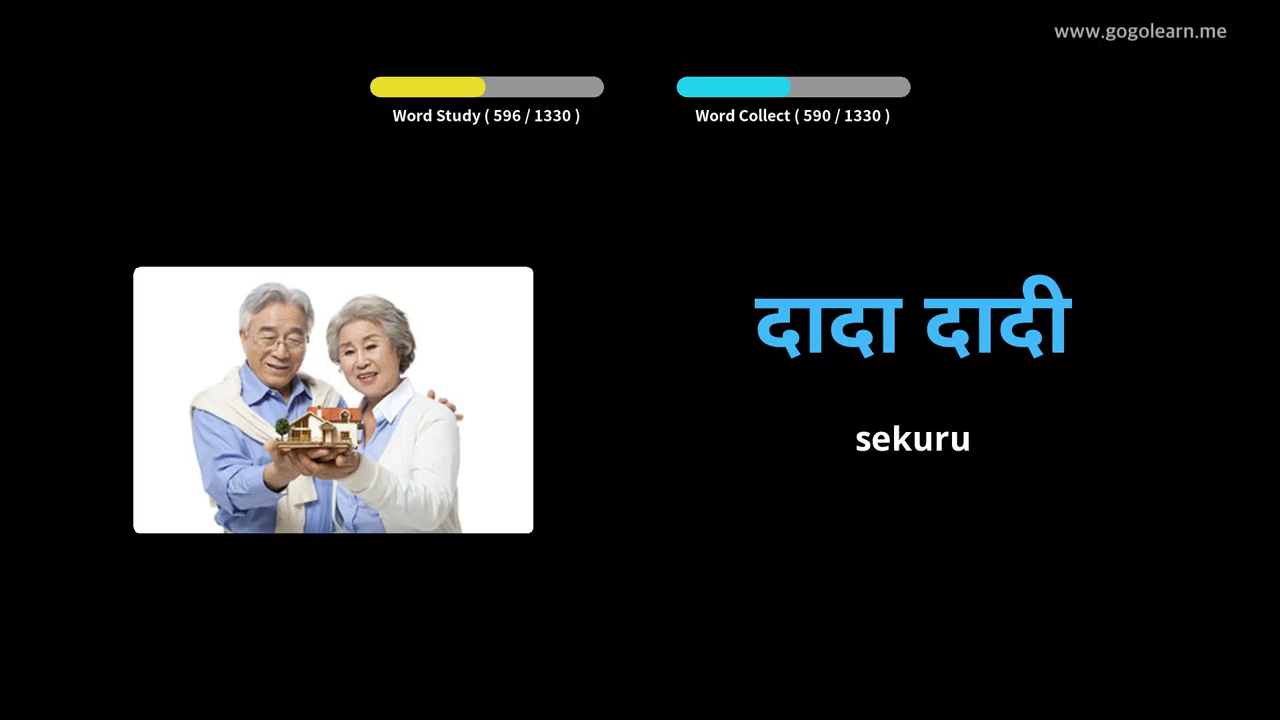 www.gogolearn.me
Word Study ( 596 / 1330 )
Word Collect ( 590 / 1330 )
दादा दादी
sekuru